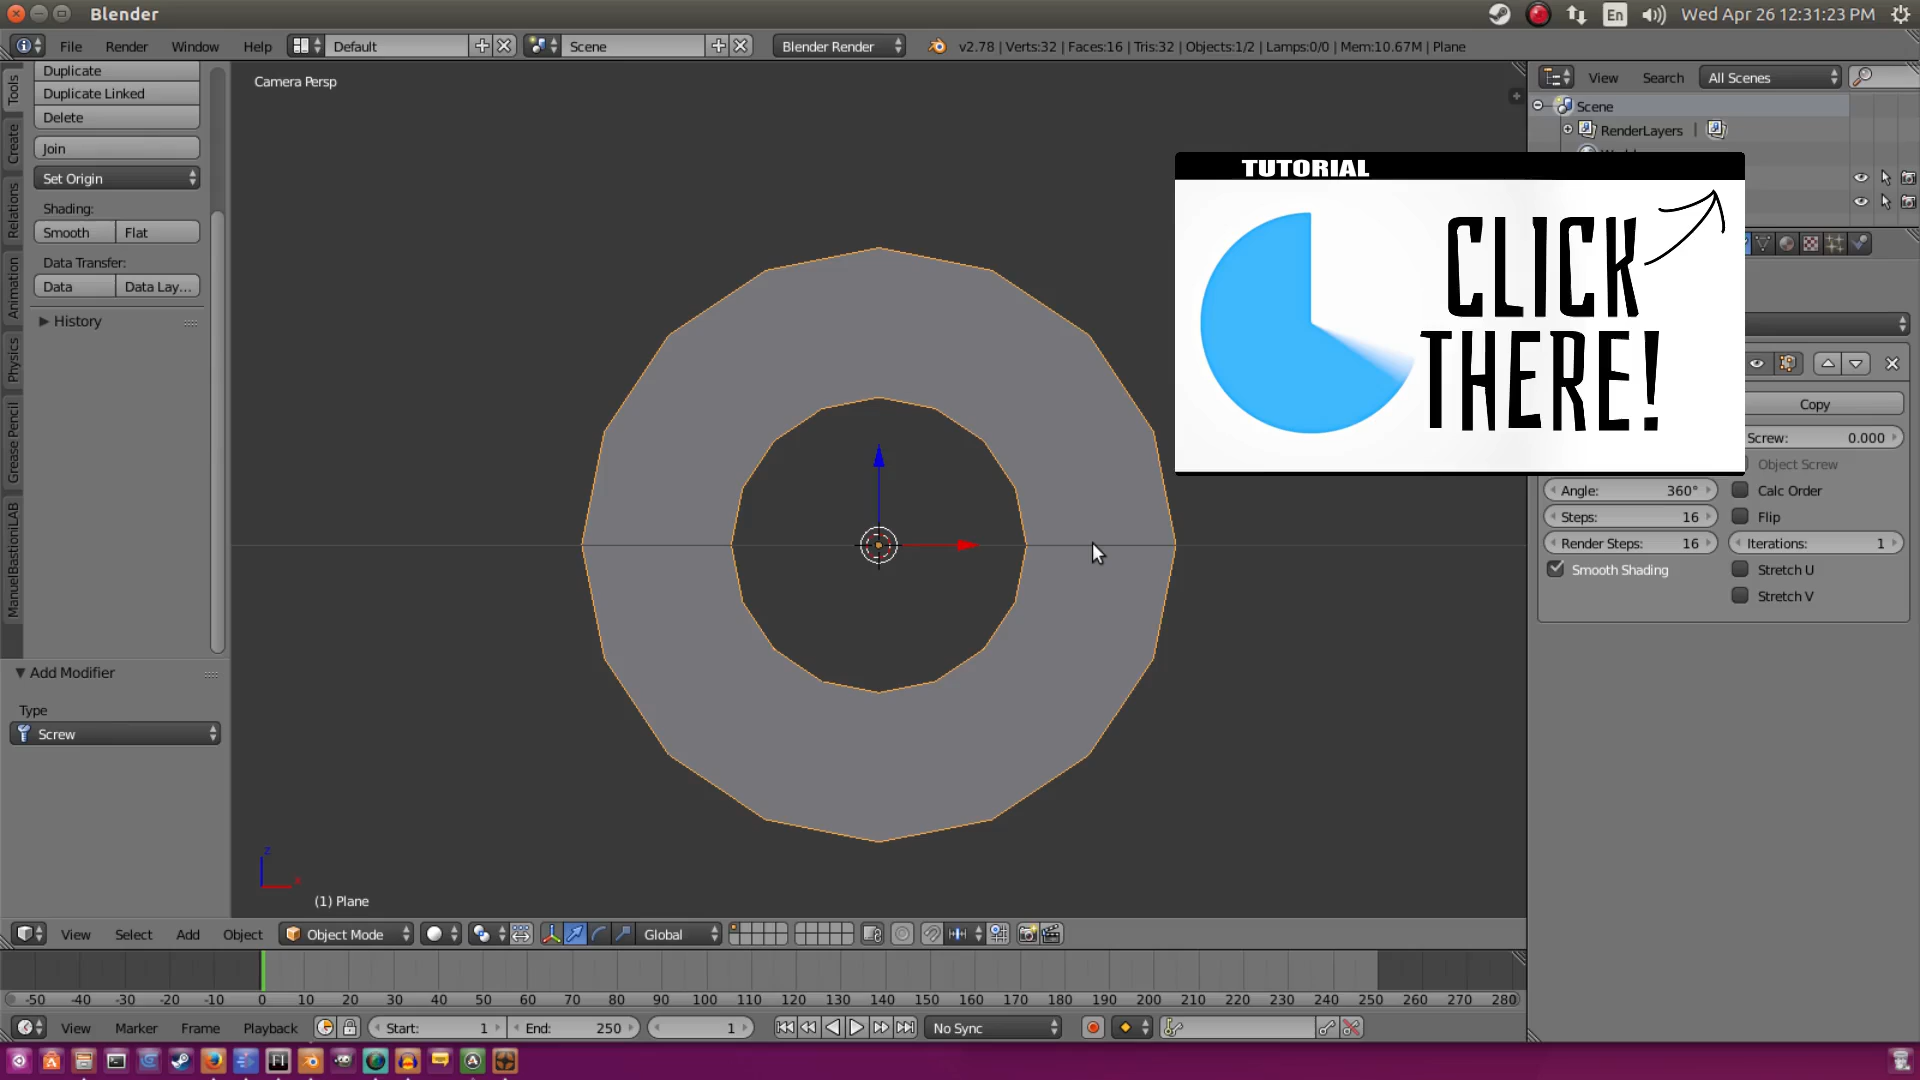 Blender
En
Wed Apr 26 12:31:23 PM
File Render Window Help
Default
Scene
Blender Render
v2.78 | Verts:32 | Faces:16 | Tris:32 | Objects:1/2 | Lamps:0/0 | Mem:10.67M | Plane
Tools
Create
Relations
Animation
Physics
Grease Pencil
ManuelBastioniLAB
Duplicate
Duplicate Linked
Delete
Join
Set Origin
Shading:
Smooth Flat
Data Transfer:
Data Data Lay...
History
Add Modifier
Type
Screw
Camera Persp
z
x
(1) Plane
View Search All Scenes
Scene
RenderLayers |
TUTORIAL
CLICK
THERE!
Copy
Screw: 0.000
Object Screw
Angle: 360° Calc Order
Steps: 16 Flip
Render Steps: 16 Iterations: 1
Smooth Shading Stretch U
Stretch V
View Select Add Object Object Mode Global
-50 -40 -30 -20 -10 0 10 20 30 40 50 60 70 80 90 100 110 120 130 140 150 160 170 180 190 200 210 220 230 240 250 260 270 280
View Marker Frame Playback Start: 1 End: 250 1 No Sync